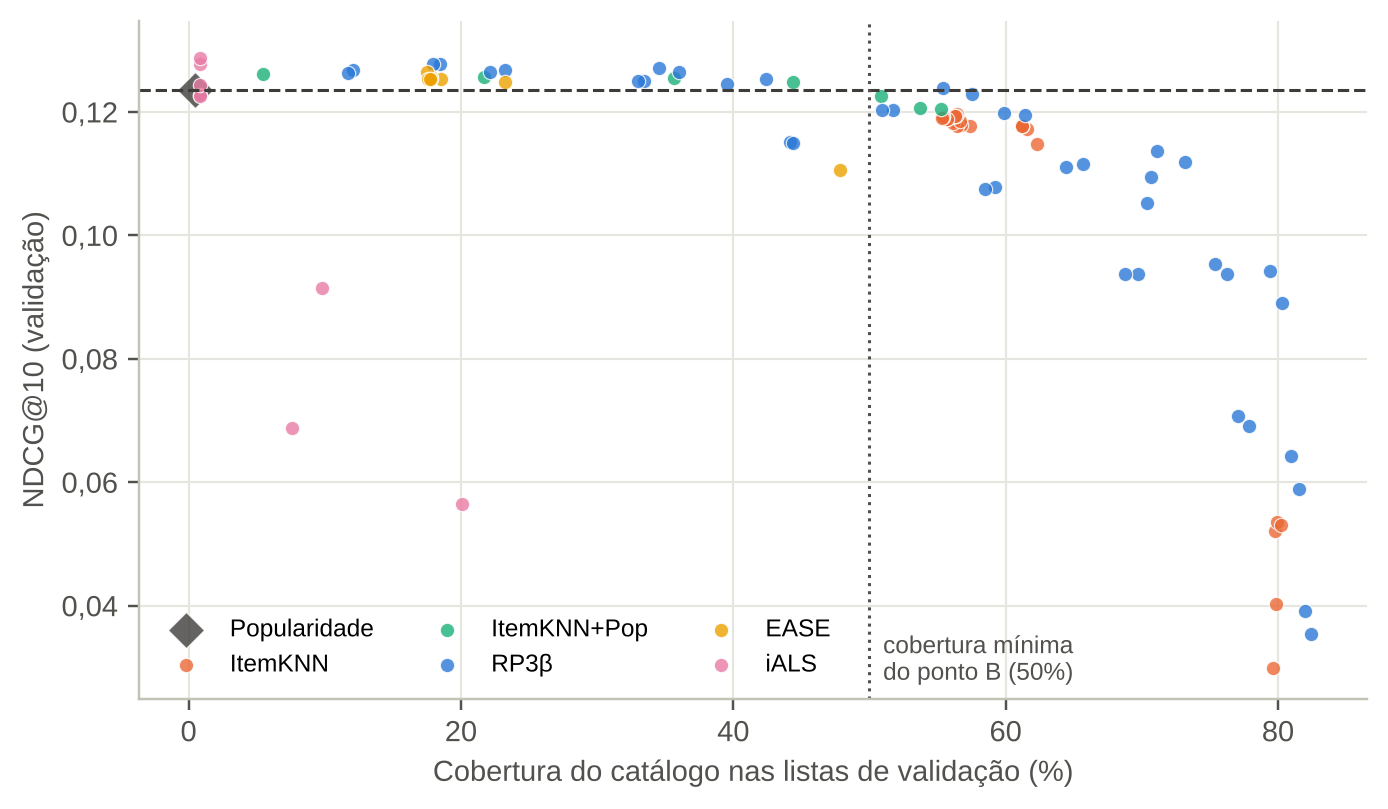 NDCG@10 (validação)
0,12
0,10
0,08
0,06
0,04
Popularidade
ItemKNN
ItemKNN+Pop
RP3β
EASE
iALS
cobertura mínima
do ponto B (50%)
0
20
40
60
80
Cobertura do catálogo nas listas de validação (%)